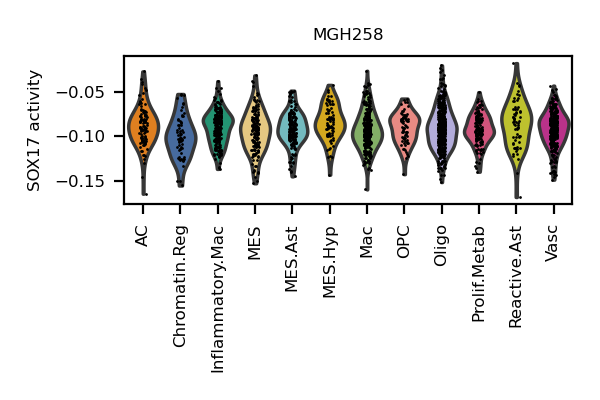 MGH258
SOX17 activity
−0.05
−0.10
−0.15
AC
Chromatin.Reg
Inflammatory.Mac
MES
MES.Ast
MES.Hyp
Mac
OPC
Oligo
Prolif.Metab
Reactive.Ast
Vasc